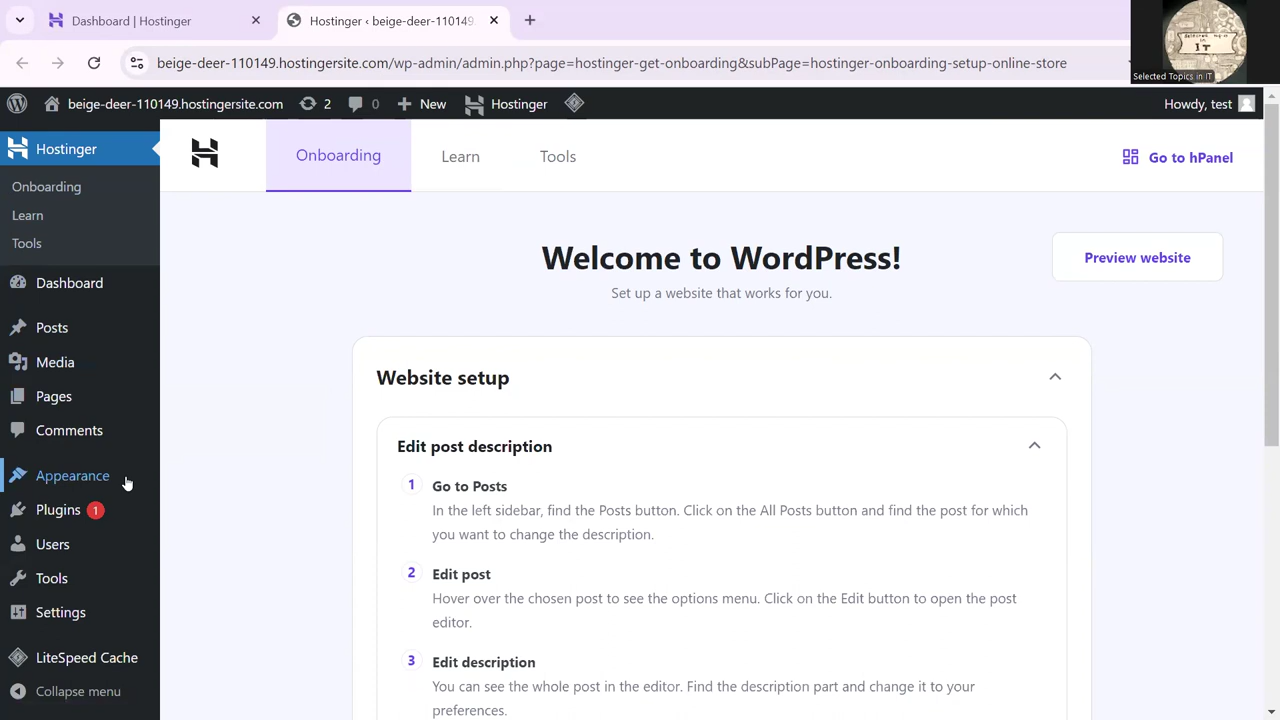 Dashboard | Hostinger
Hostinger ‹ beige-deer-110149.
beige-deer-110149.hostingersite.com/wp-admin/admin.php?page=hostinger-get-onboarding&subPage=hostinger-onboarding-setup-online-store
Selected topics in
IT
Selected Topics in IT
beige-deer-110149.hostingersite.com
2
0
New
Hostinger
Howdy, test
Hostinger
Onboarding
Learn
Tools
Dashboard
Posts
Media
Pages
Comments
Appearance
Plugins 1
Users
Tools
Settings
LiteSpeed Cache
Collapse menu
Onboarding
Learn
Tools
Go to hPanel
Welcome to WordPress!
Set up a website that works for you.
Preview website
Website setup
Edit post description
1 Go to Posts
In the left sidebar, find the Posts button. Click on the All Posts button and find the post for which
you want to change the description.
2 Edit post
Hover over the chosen post to see the options menu. Click on the Edit button to open the post
editor.
3 Edit description
You can see the whole post in the editor. Find the description part and change it to your
preferences.